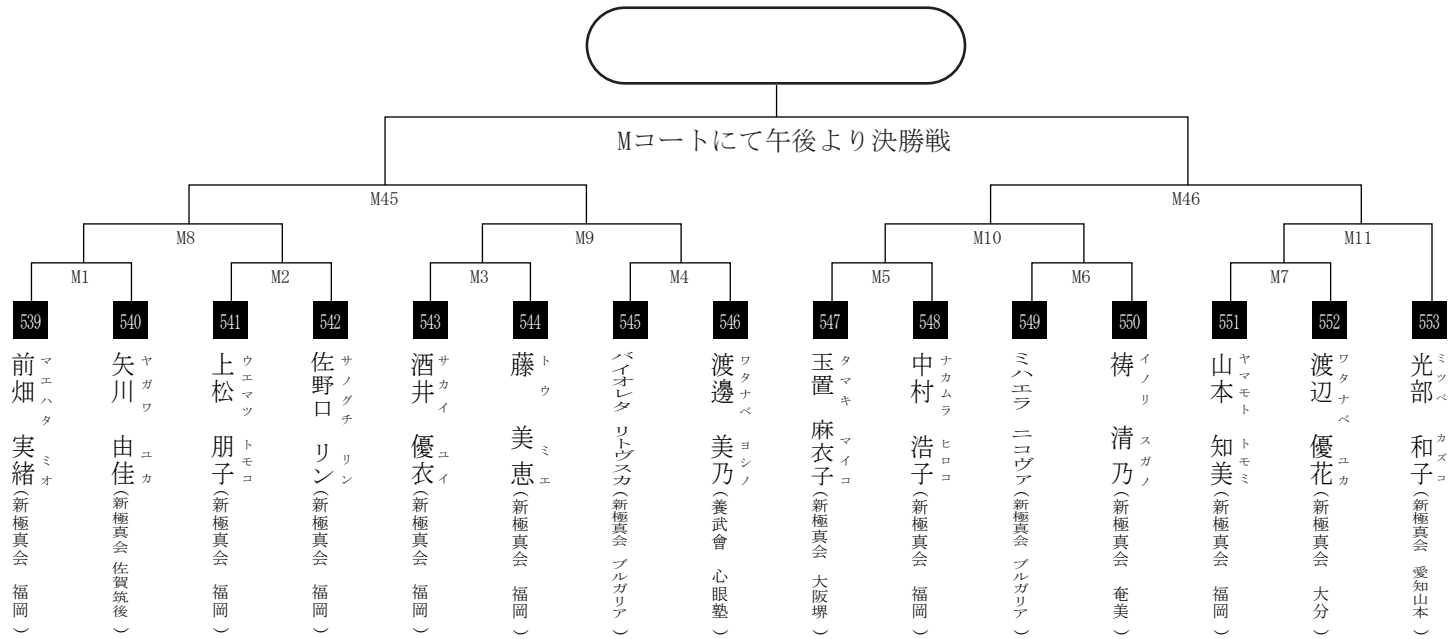 Mコートにて午後より決勝戦
M45
M46
M8
M9
M10
M11
M1
M2
M3
M4
M5
M6
M7
539
前畑 実緒(新極真会 福岡)
マエハタ ミオ
540
矢川 由佳(新極真会 佐賀筑後)
ヤガワ ユカ
541
上松 朋子(新極真会 福岡)
ウエマツ トモコ
542
佐野口 リン(新極真会 福岡)
サノグチ リン
543
酒井 優衣(新極真会 福岡)
サカイ ユイ
544
藤 美恵(新極真会 福岡)
トウ ミエ
545
バイオレタ リトヴスカ(新極真会 ブルガリア)
546
渡邊 美乃(養武會 心眼塾)
ワタナベ ヨシノ
547
玉置 麻衣子(新極真会 大阪堺)
タマキ マイコ
548
中村 浩子(新極真会 福岡)
ナカムラ ヒロコ
549
ミハエラ ニコヴァ(新極真会 ブルガリア)
550
祷 清乃(新極真会 奄美)
イノリ スガノ
551
山本 知美(新極真会 福岡)
ヤマモト トモミ
552
渡辺 優花(新極真会 大分)
ワタナベ ユカ
553
光部 和子(新極真会 愛知山本)
ミツベ カズコ